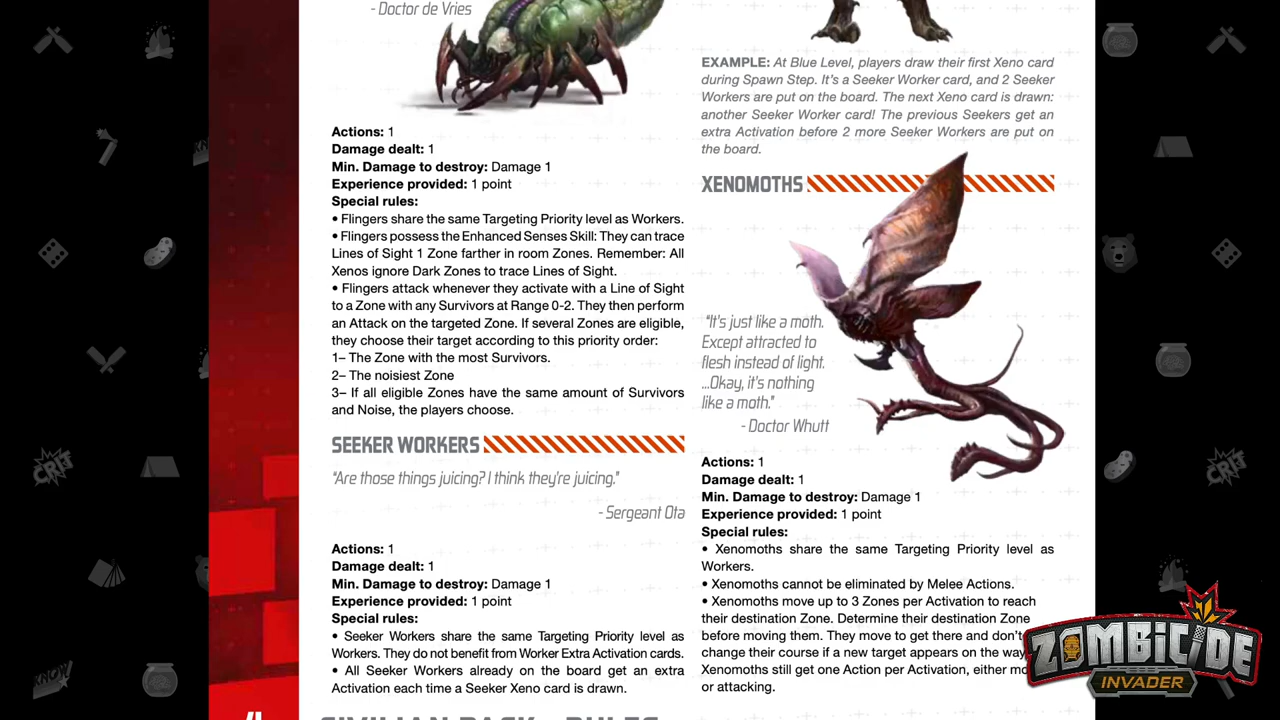 - Doctor de Vries
Actions: 1
Damage dealt: 1
Min. Damage to destroy: Damage 1
Experience provided: 1 point
Special rules:
• Flingers share the same Targeting Priority level as Workers.
• Flingers possess the Enhanced Senses Skill: They can trace
Lines of Sight 1 Zone farther in room Zones. Remember: All
Xenos ignore Dark Zones to trace Lines of Sight.
• Flingers attack whenever they activate with a Line of Sight
to a Zone with any Survivors at Range 0-2. They then perform
an Attack on the targeted Zone. If several Zones are eligible,
they choose their target according to this priority order:
1– The Zone with the most Survivors.
2– The noisiest Zone
3– If all eligible Zones have the same amount of Survivors
and Noise, the players choose.
SEEKER WORKERS
"Are those things juicing? I think they're juicing."
- Sergeant Ota
Actions: 1
Damage dealt: 1
Min. Damage to destroy: Damage 1
Experience provided: 1 point
Special rules:
• Seeker Workers share the same Targeting Priority level as
Workers. They do not benefit from Worker Extra Activation cards.
• All Seeker Workers already on the board get an extra
Activation each time a Seeker Xeno card is drawn.
EXAMPLE: At Blue Level, players draw their first Xeno card
during Spawn Step. It's a Seeker Worker card, and 2 Seeker
Workers are put on the board. The next Xeno card is drawn:
another Seeker Worker card! The previous Seekers get an
extra Activation before 2 more Seeker Workers are put on
the board.
XENOMOTHS
"It's just like a moth.
Except attracted to
flesh instead of light.
...Okay, it's nothing
like a moth."
- Doctor Whutt
Actions: 1
Damage dealt: 1
Min. Damage to destroy: Damage 1
Experience provided: 1 point
Special rules:
• Xenomoths share the same Targeting Priority level as
Workers.
• Xenomoths cannot be eliminated by Melee Actions.
• Xenomoths move up to 3 Zones per Activation to reach
their destination Zone. Determine their destination Zone
before moving them. They move to get there and don't
change their course if a new target appears on the way.
Xenomoths still get one Action per Activation, either
or attacking.
ZOMBICIDE
INVADER
CRIT
CRIT
KNOW